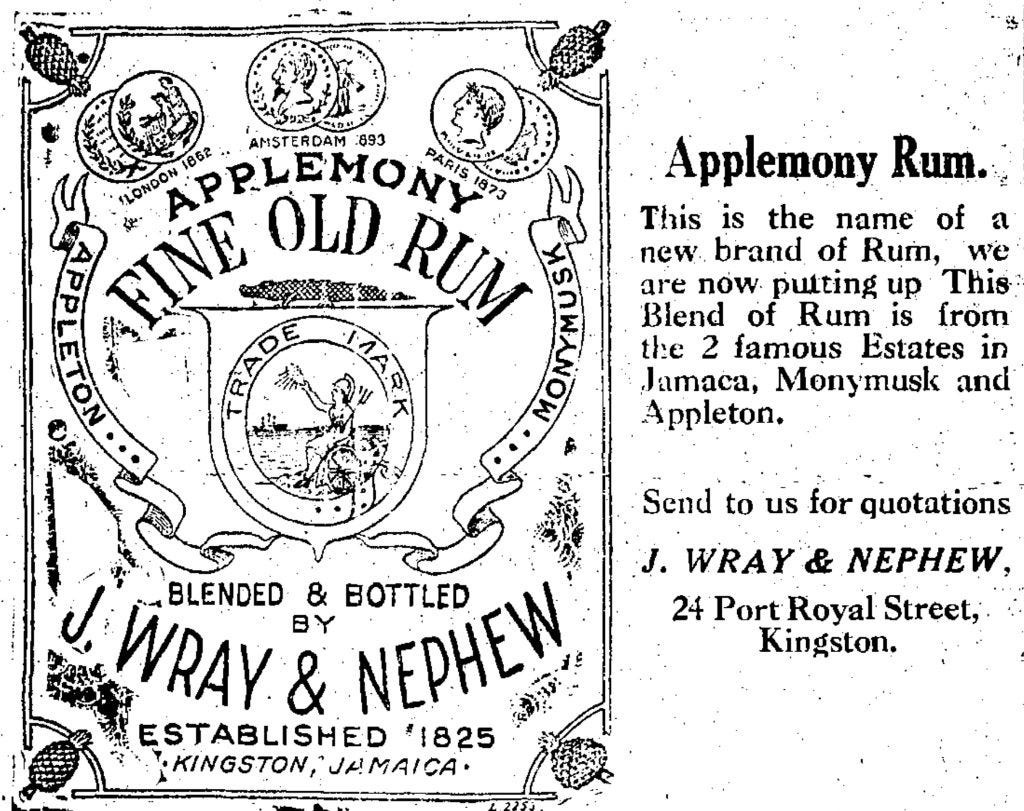 AMSTERDAM 893
LONDON 1862
PARIS 1873
APPLEMONY
FINE OLD RUM
APPLETON
MONYMUSK
TRADE MARK
BLENDED & BOTTLED
BY
J. WRAY & NEPHEW
ESTABLISHED 1825
KINGSTON, JAMAICA.
Applemony Rum.
This is the name of a
new brand of Rum, we
are now putting up This
Blend of Rum is from
the 2 famous Estates in
Jamaca, Monymusk and
Appleton.
Send to us for quotations
J. WRAY & NEPHEW,
24 Port Royal Street,
Kingston.